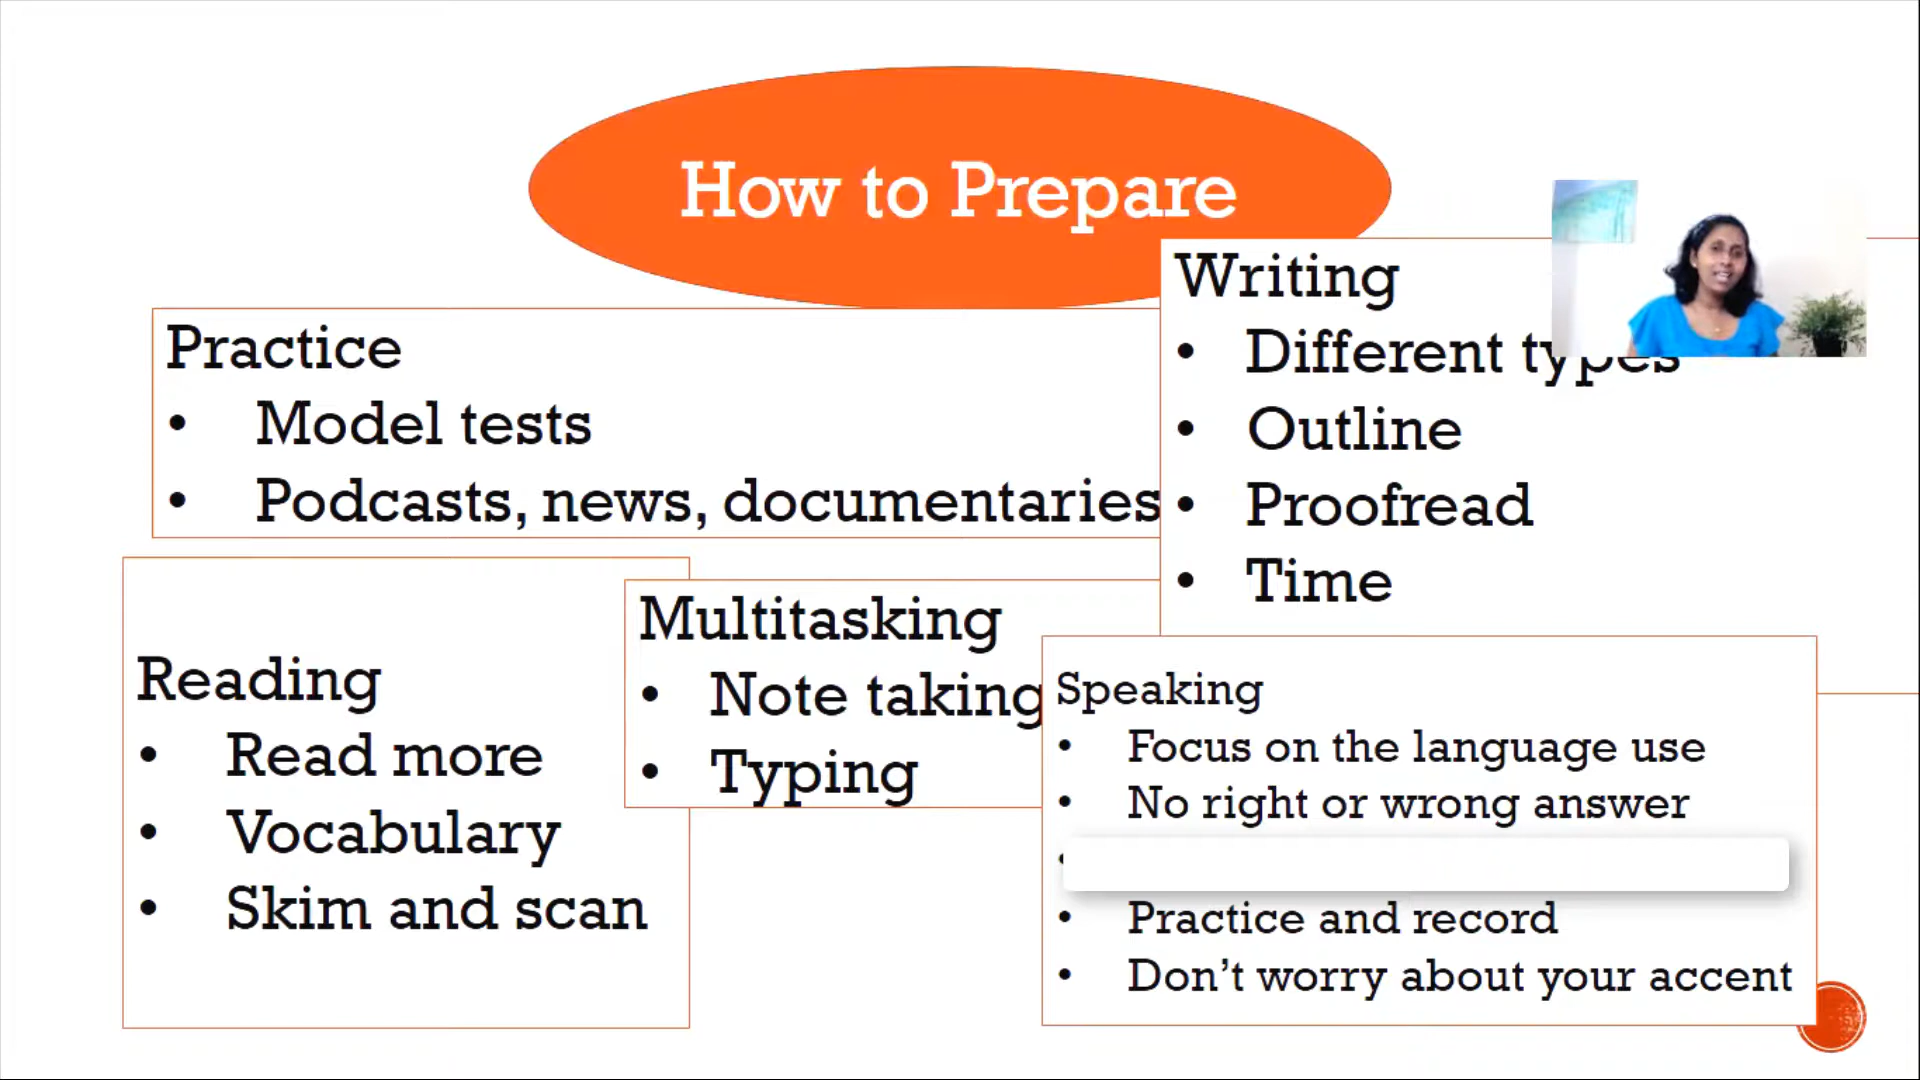 How to Prepare
Practice
• Model tests
• Podcasts, news, documentaries
Writing
• Different types
• Outline
• Proofread
• Time
Reading
• Read more
• Vocabulary
• Skim and scan
Multitasking
• Note taking
• Typing
Speaking
• Focus on the language use
• No right or wrong answer
• Practice and record
• Don't worry about your accent